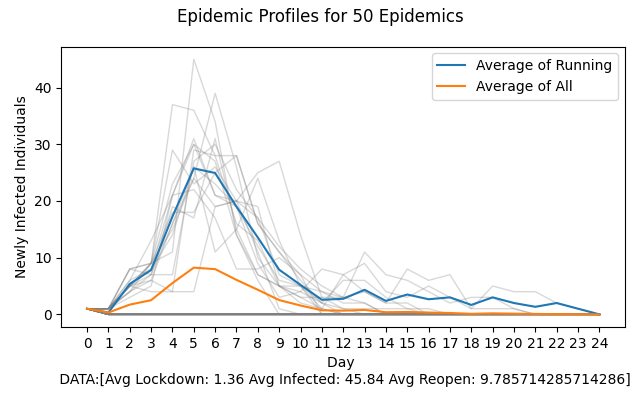 Epidemic Profiles for 50 Epidemics
Average of Running
Average of All
Newly Infected Individuals
40
30
20
10
0
0 1 2 3 4 5 6 7 8 9 10 11 12 13 14 15 16 17 18 19 20 21 22 23 24
Day
DATA:[Avg Lockdown: 1.36 Avg Infected: 45.84 Avg Reopen: 9.785714285714286]